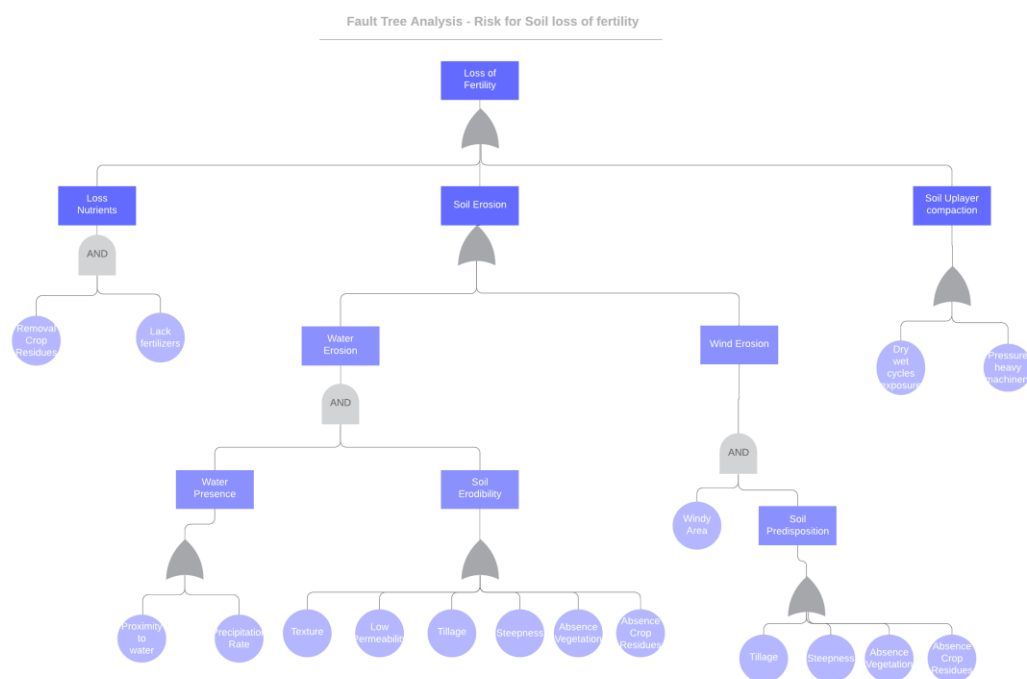 Fault Tree Analysis - Risk for Soil loss of fertility
Loss of
Fertility
Loss
Nutrients
Soil Erosion
Soil Uplayer
compaction
AND
Removal
Crop
Residues
Lack
fertilizers
Water
Erosion
Wind Erosion
Dry
wet
cycles
exposure
Pressure
heavy
machinery
AND
AND
Water
Presence
Soil
Erodibility
Windy
Area
Soil
Predisposition
Proximity
to
water
Precipitation
Rate
Texture
Low
Permeability
Tillage
Steepness
Absence
Vegetation
Absence
Crop
Residues
Tillage
Steepness
Absence
Vegetation
Absence
Crop
Residues